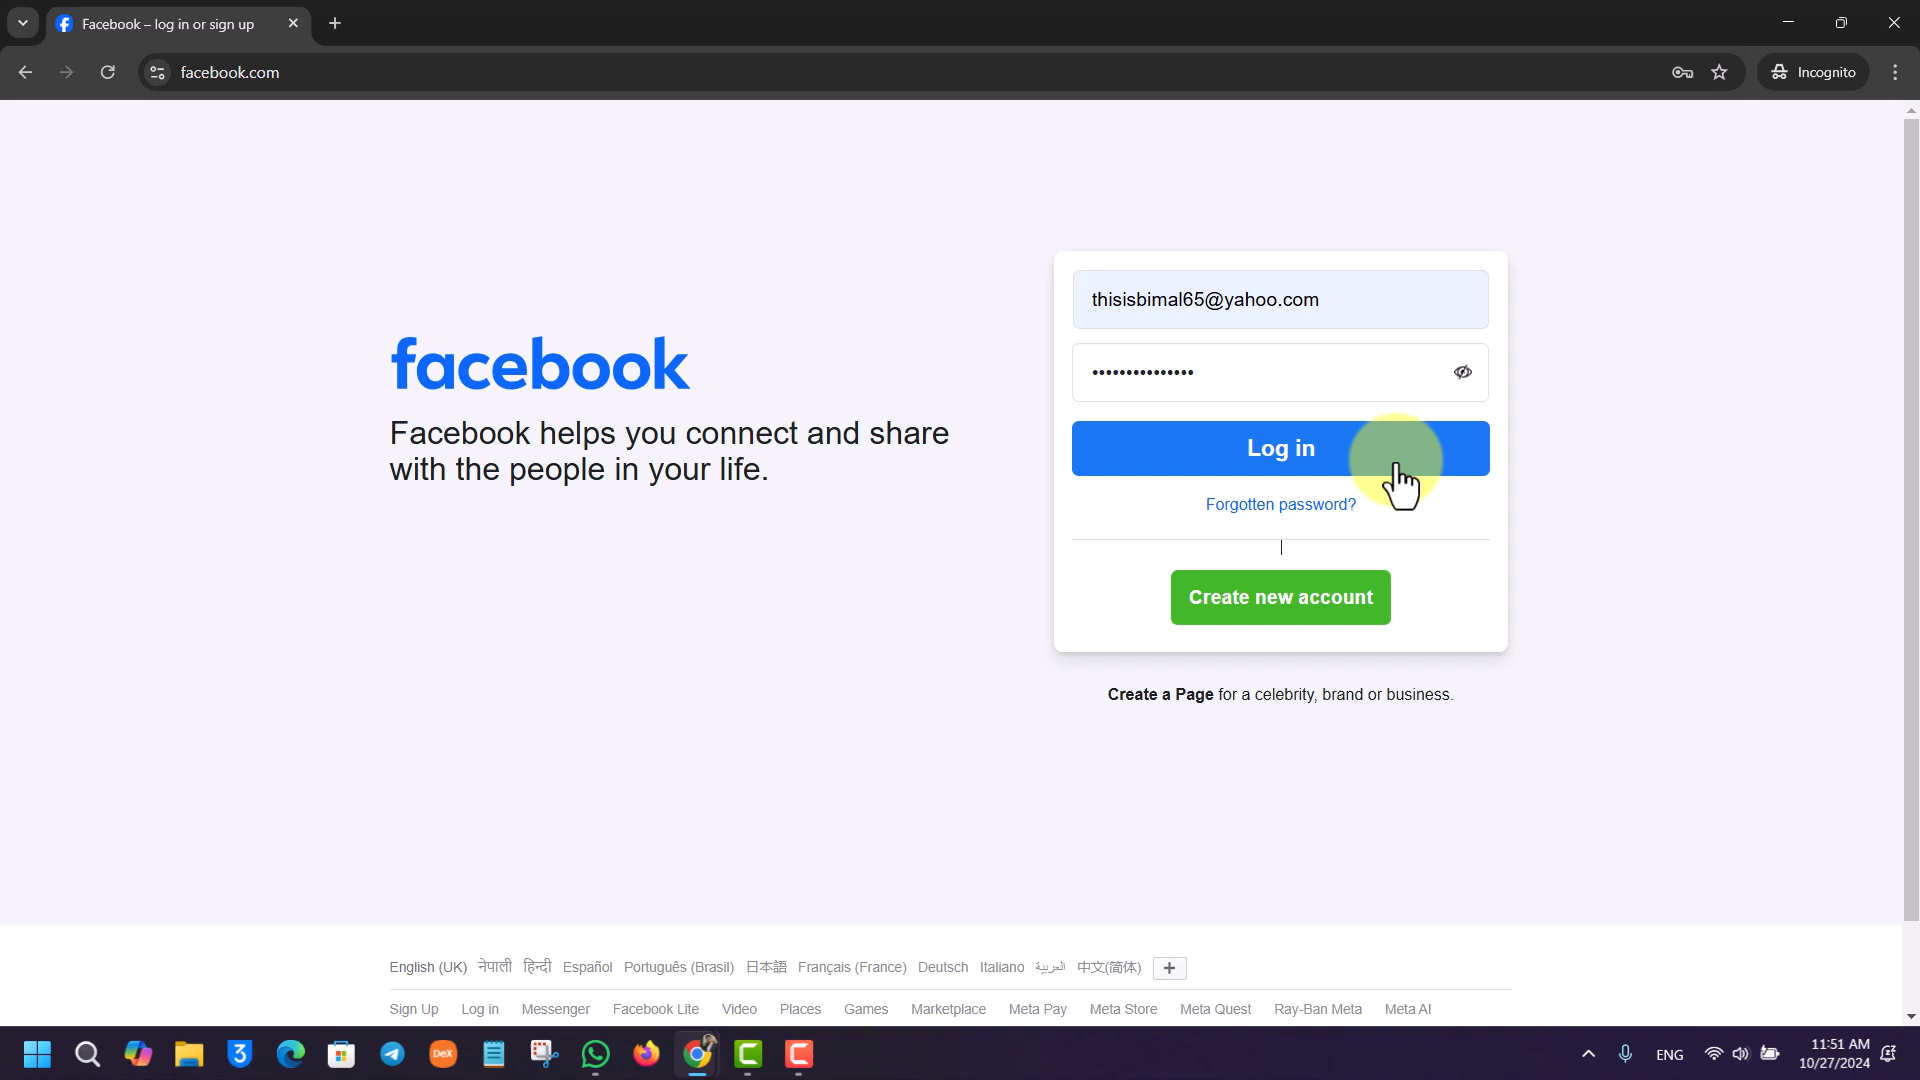 Facebook – log in or sign up
facebook.com
Incognito
thisisbimal65@yahoo.com
•••••••••••••••
facebook
Log in
Facebook helps you connect and share
with the people in your life.
Forgotten password?
Create new account
Create a Page for a celebrity, brand or business.
English (UK) नेपाली हिन्दी Español Português (Brasil) 日本語 Français (France) Deutsch Italiano العربية 中文(简体) +
Sign Up Log in Messenger Facebook Lite Video Places Games Marketplace Meta Pay Meta Store Meta Quest Ray-Ban Meta Meta AI
3 DeX ENG 11:51 AM
10/27/2024